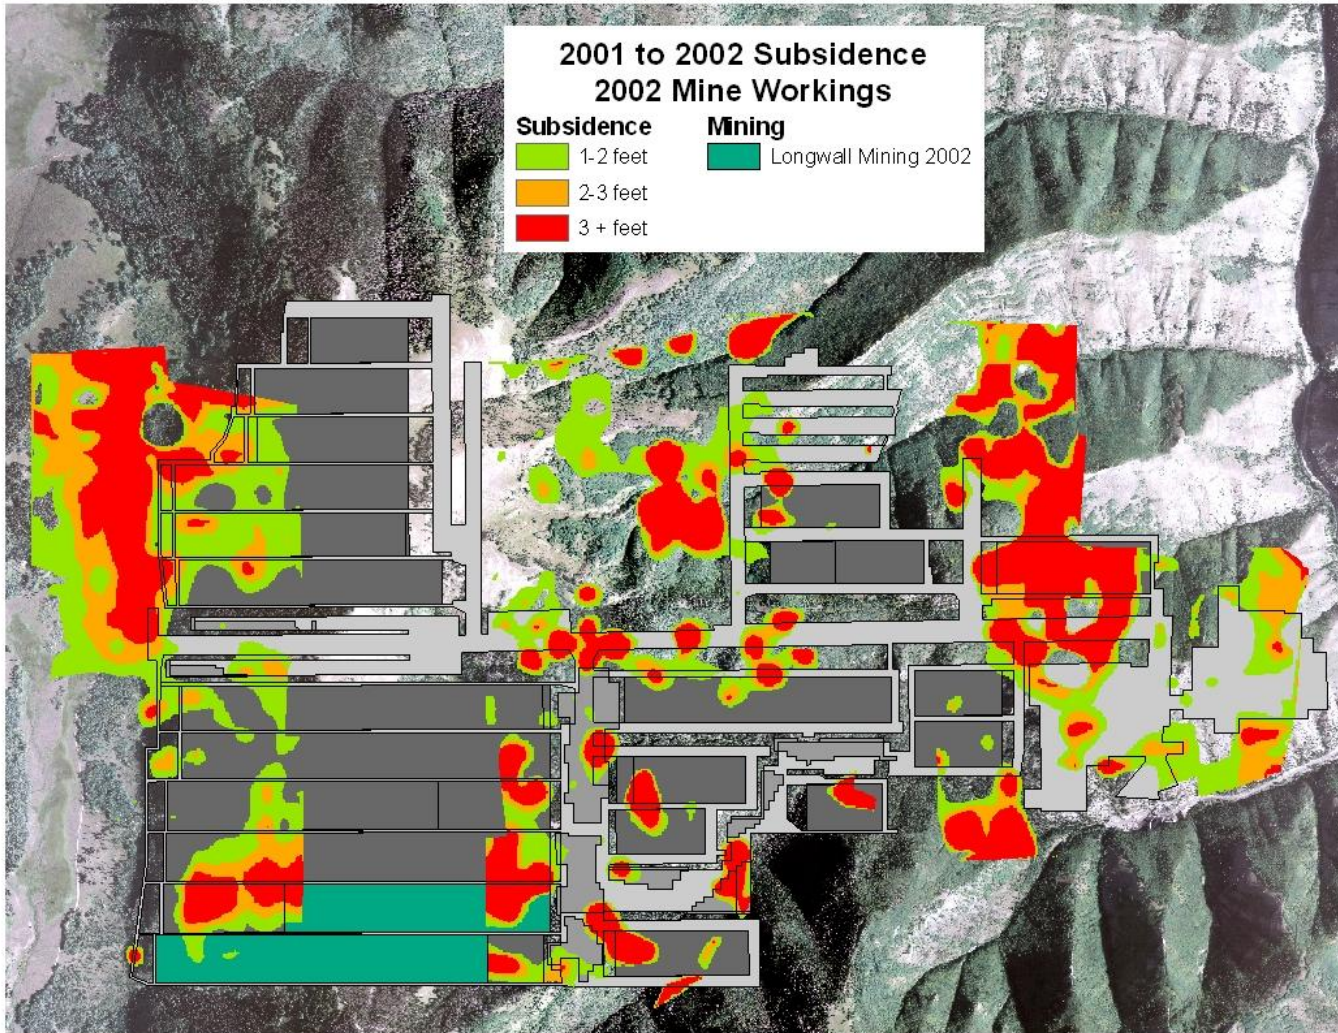 2001 to 2002 Subsidence
2002 Mine Workings
Subsidence
Mining
1-2 feet
Longwall Mining 2002
2-3 feet
3 + feet